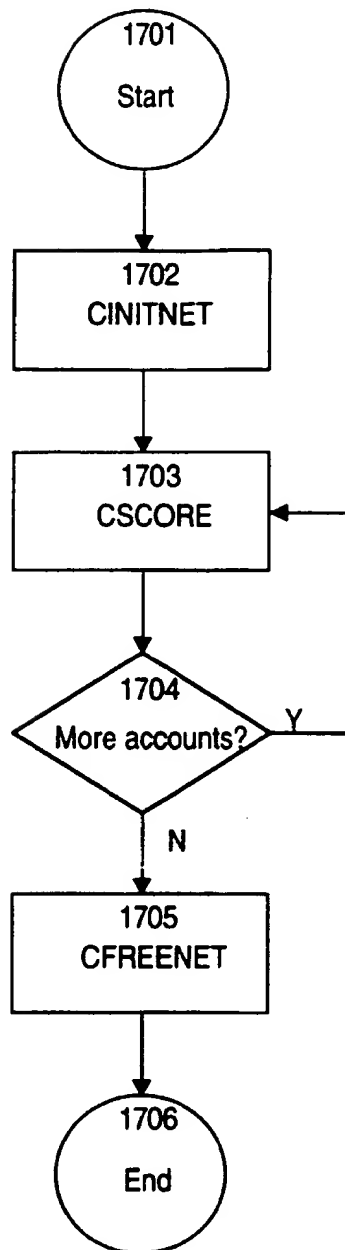 1701
Start
1702
CINITNET
1703
CSCORE
1704
More accounts?
Y
N
1705
CFREENET
1706
End